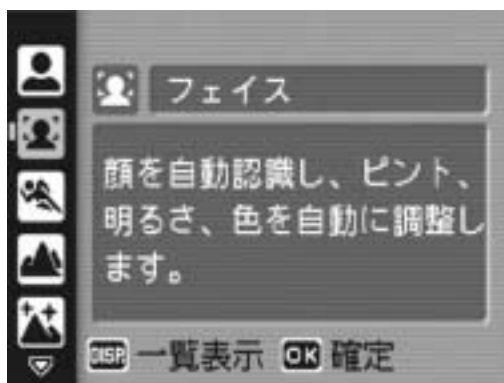 フェイス
顔を自動認識し、ピント、
明るさ、色を自動に調整し
ます。
DISP 一覧表示 OK 確定